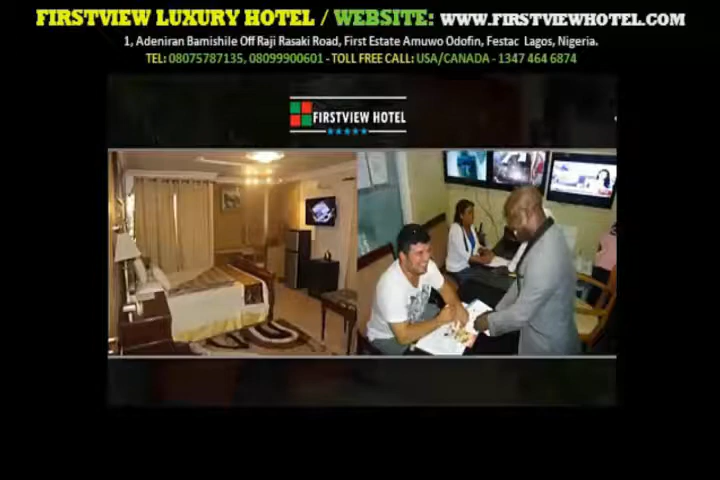 FIRSTVIEW LUXURY HOTEL / WEBSITE: WWW.FIRSTVIEWHOTEL.COM
1, Adeniran Bamishile Off Raji Rasaki Road, First Estate Amuwo Odofin, Festac Lagos, Nigeria.
TEL: 08075787135, 08099900601 - TOLL FREE CALL: USA/CANADA - 1347 464 6874
FIRSTVIEW HOTEL